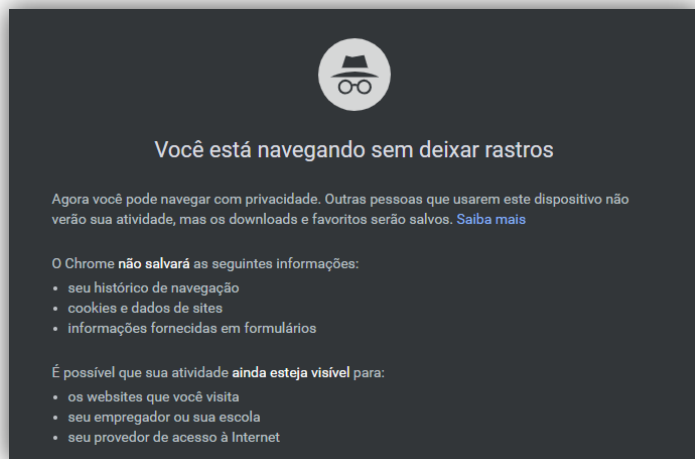 Você está navegando sem deixar rastros
Agora você pode navegar com privacidade. Outras pessoas que usarem este dispositivo não
verão sua atividade, mas os downloads e favoritos serão salvos. Saiba mais
O Chrome não salvará as seguintes informações:
• seu histórico de navegação
• cookies e dados de sites
• informações fornecidas em formulários
É possível que sua atividade ainda esteja visível para:
• os websites que você visita
• seu empregador ou sua escola
• seu provedor de acesso à Internet